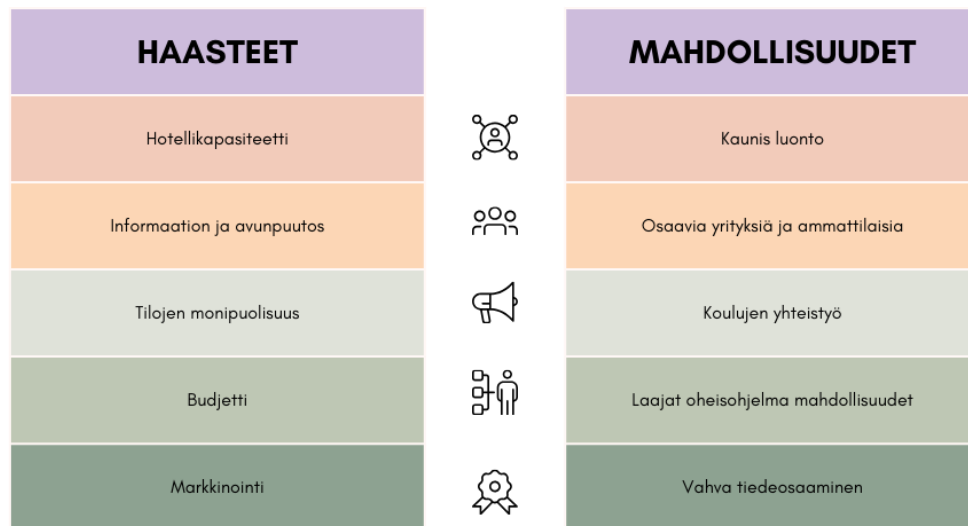 HAASTEET
MAHDOLLISUUDET
Hotellikapasiteetti
Kaunis luonto
Informaation ja avunpuutos
Osaavia yrityksiä ja ammattilaisia
Tilojen monipuolisuus
Koulujen yhteistyö
Budjetti
Laajat oheisohjelma mahdollisuudet
Markkinointi
Vahva tiedeosaaminen